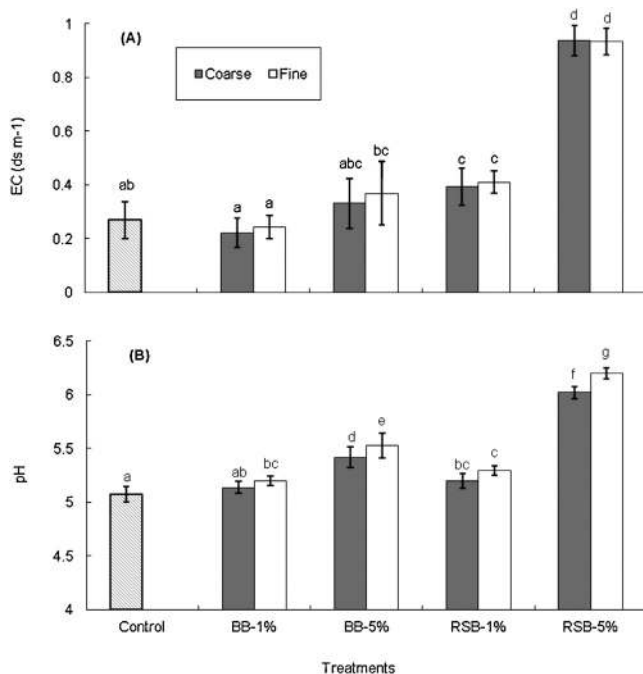 (A)
Coarse Fine
EC (ds m-1)
1
0.8
0.6
0.4
0.2
0
ab
a a
abc bc
c c
d d
(B)
pH
6.5
6
5.5
5
4.5
4
a
ab bc
d e
bc c
f g
Control BB-1% BB-5% RSB-1% RSB-5%
Treatments